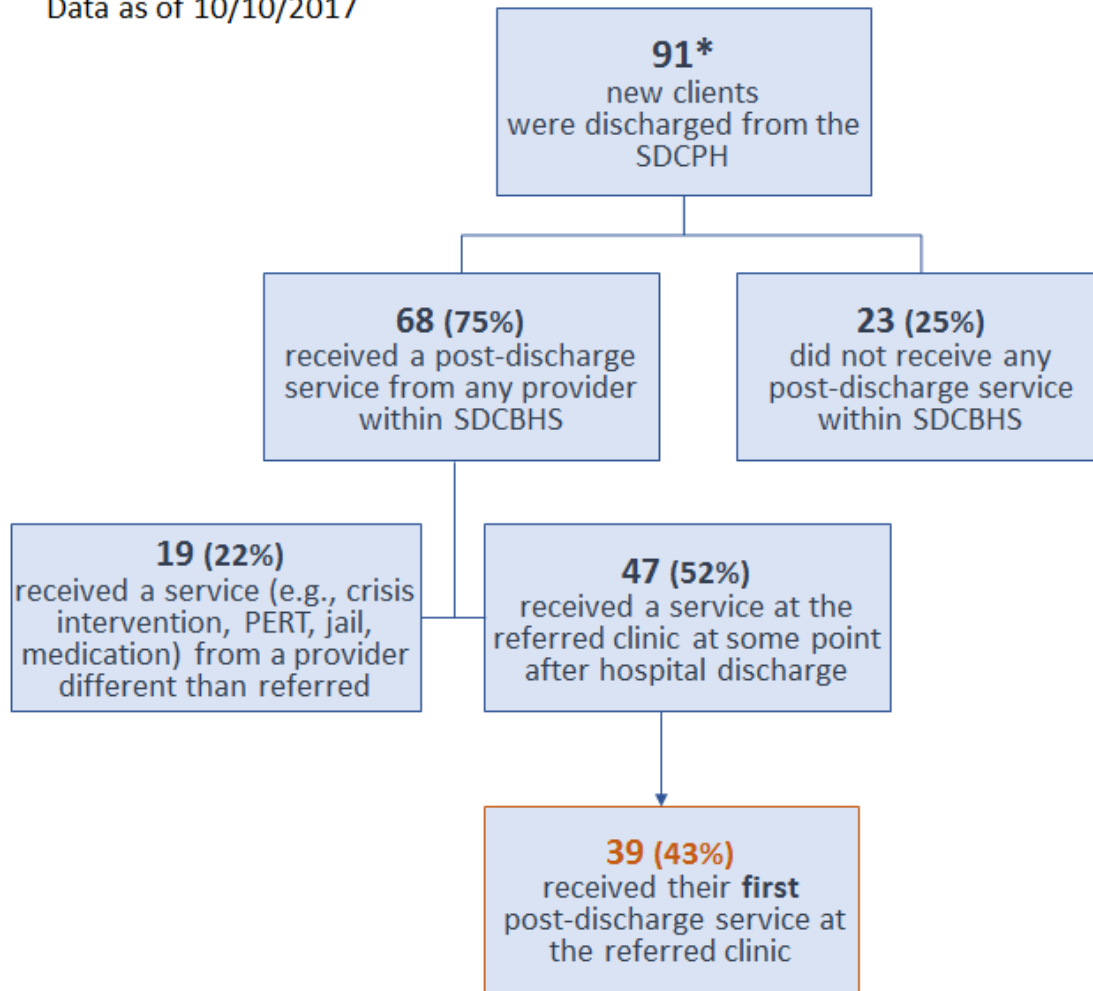 Data as of 10/10/2017
91*
new clients
were discharged from the
SDCPH
68 (75%)
received a post-discharge
service from any provider
within SDCBHS
23 (25%)
did not receive any
post-discharge service
within SDCBHS
19 (22%)
received a service (e.g., crisis
intervention, PERT, jail,
medication) from a provider
different than referred
47 (52%)
received a service at the
referred clinic at some point
after hospital discharge
39 (43%)
received their first
post-discharge service at
the referred clinic